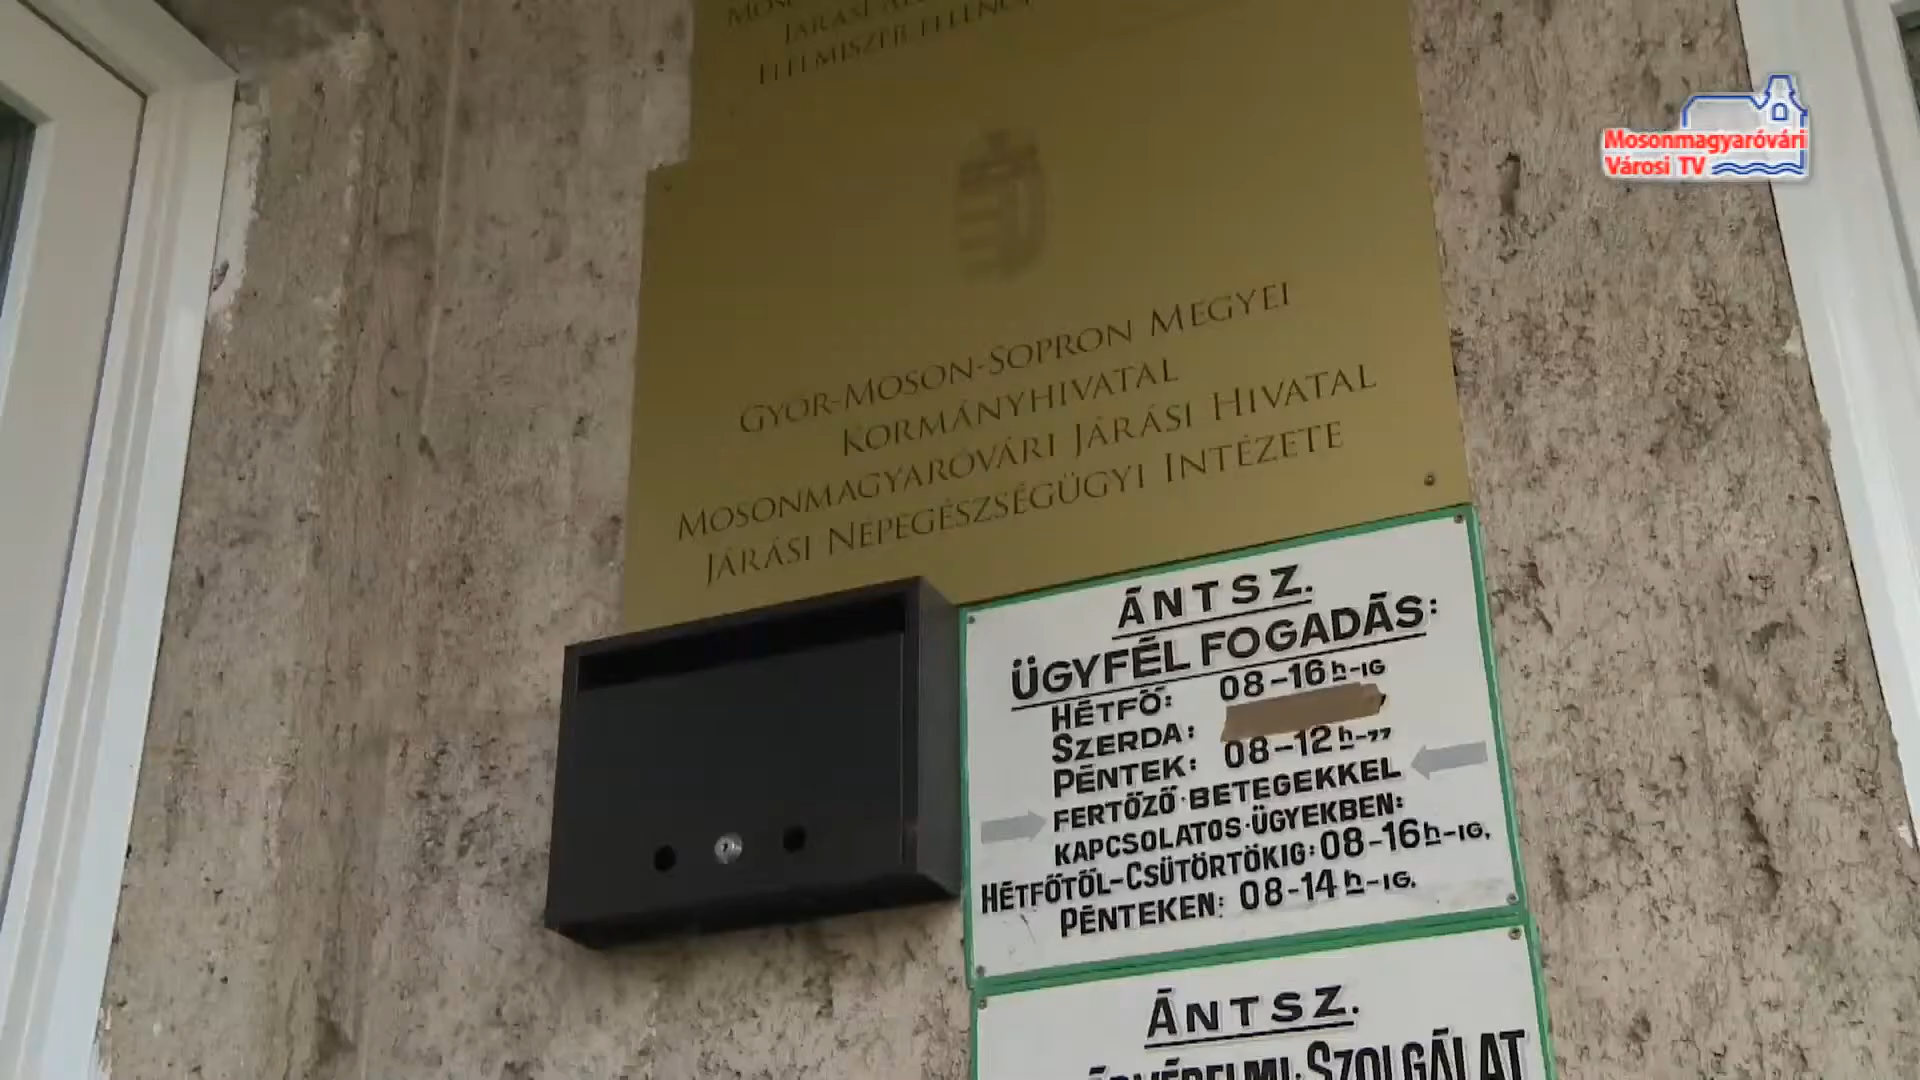 Mosonmagyaróvári
Városi TV
GYŐR-MOSON-SOPRON MEGYEI
KORMÁNYHIVATAL
MOSONMAGYARÓVÁRI JÁRÁSI HIVATAL
JÁRÁSI NÉPEGÉSZSÉGÜGYI INTÉZETE
ÁNTSZ.
ÜGYFÉL FOGADÁS:
HÉTFŐ: 08-16h-IG
SZERDA:
PÉNTEK: 08-12h-"
FERTŐZŐ·BETEGEKKEL
KAPCSOLATOS·ÜGYEKBEN:
HÉTFŐTŐL-CSÜTÖRTÖKIG: 08-16h-IG.
PÉNTEKEN: 08-14h-IG.
ÁNTSZ.
SZOLGÁLAT